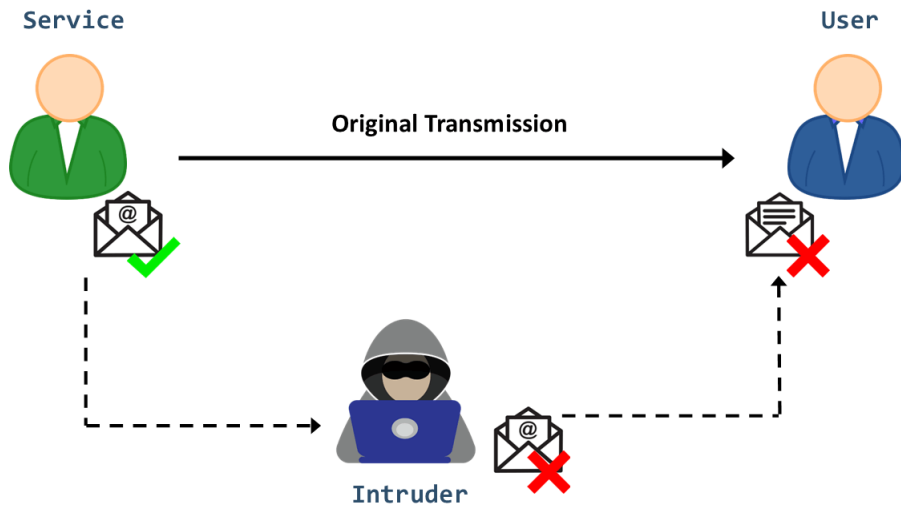 Service
User
Original Transmission
@
@
Intruder